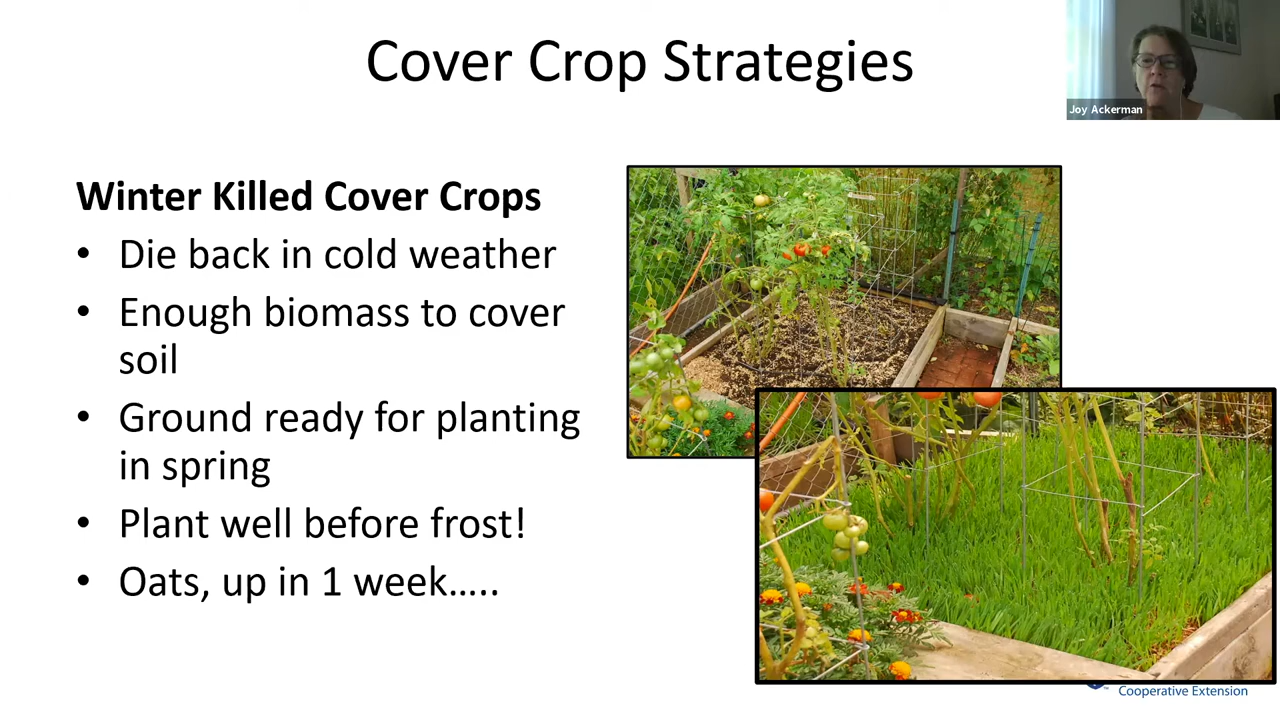 Cover Crop Strategies
Joy Ackerman
Winter Killed Cover Crops
• Die back in cold weather
• Enough biomass to cover
soil
• Ground ready for planting
in spring
• Plant well before frost!
• Oats, up in 1 week.....
Cooperative Extension